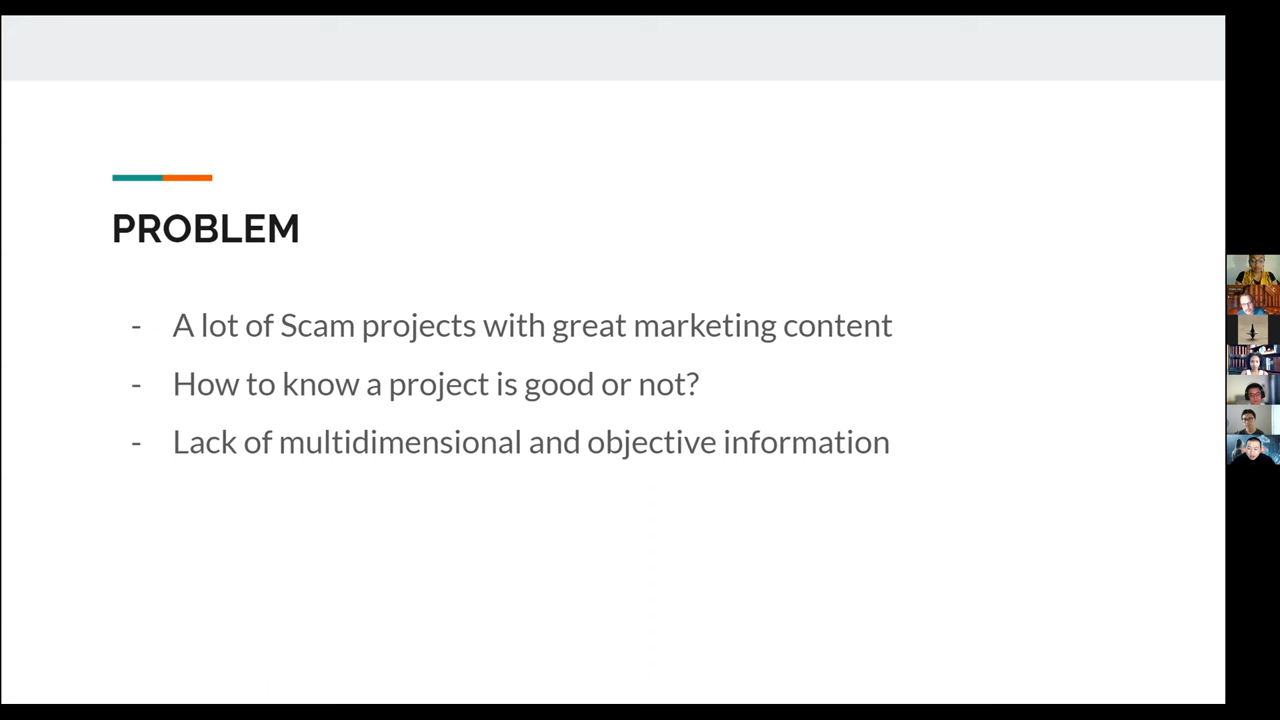 PROBLEM
- A lot of Scam projects with great marketing content
- How to know a project is good or not?
- Lack of multidimensional and objective information